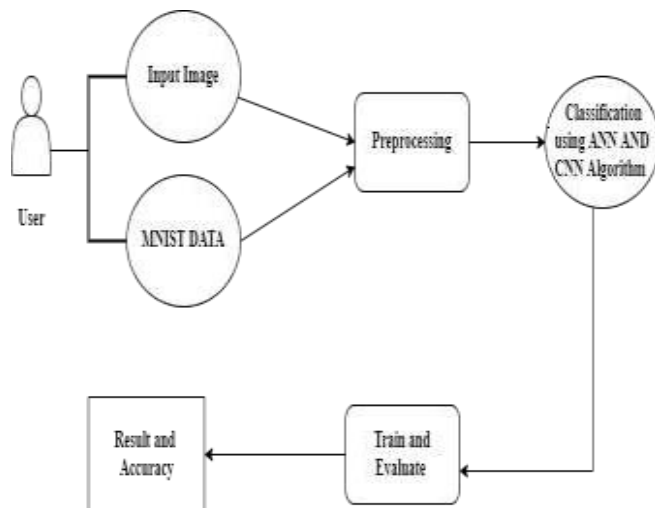 Input Image
User
MNIST DATA
Preprocessing
Classification
using ANN AND
CNN Algorithm
Result and
Accuracy
Train and
Evaluate